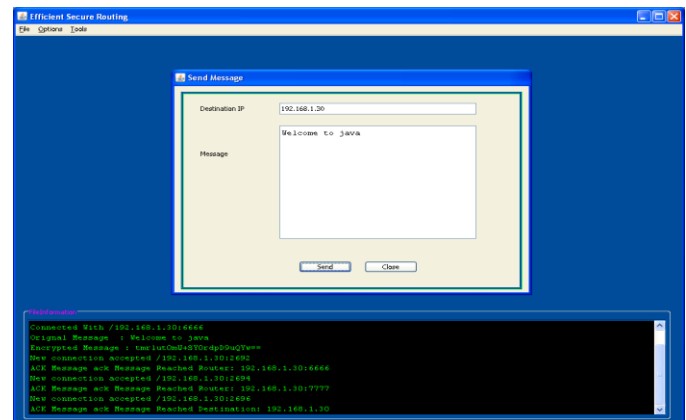 Efficient Secure Routing
File Options Tools
Send Message
Destination IP
192.168.1.30
Welcome to java
Message
Send Close
Connected With /192.168.1.30:6666
Orignal Message : Welcome to java
Encrypted Message :
New connection accepted /192.168.1.30:2692
ACK Message ack Message Reached Router: 192.168.1.30:6666
New connection accepted /192.168.1.30:2694
ACK Message ack Message Reached Router: 192.168.1.30:7777
New connection accepted /192.168.1.30:2696
ACK Message ack Message Reached Destination: 192.168.1.30